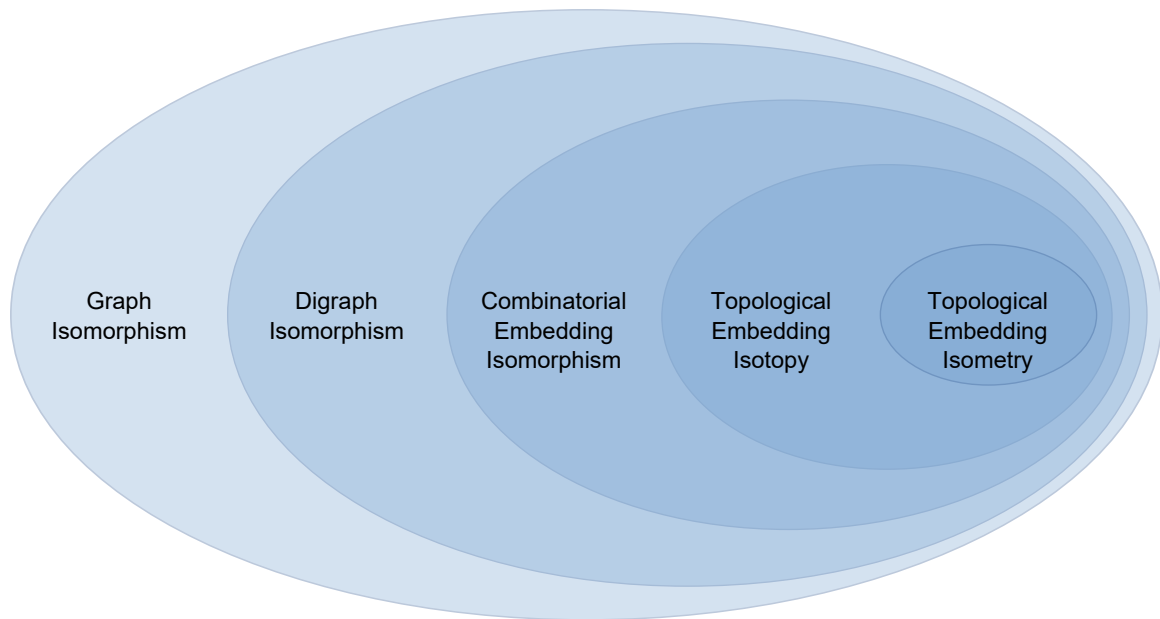 Graph
Isomorphism
Digraph
Isomorphism
Combinatorial
Embedding
Isomorphism
Topological
Embedding
Isotopy
Topological
Embedding
Isometry